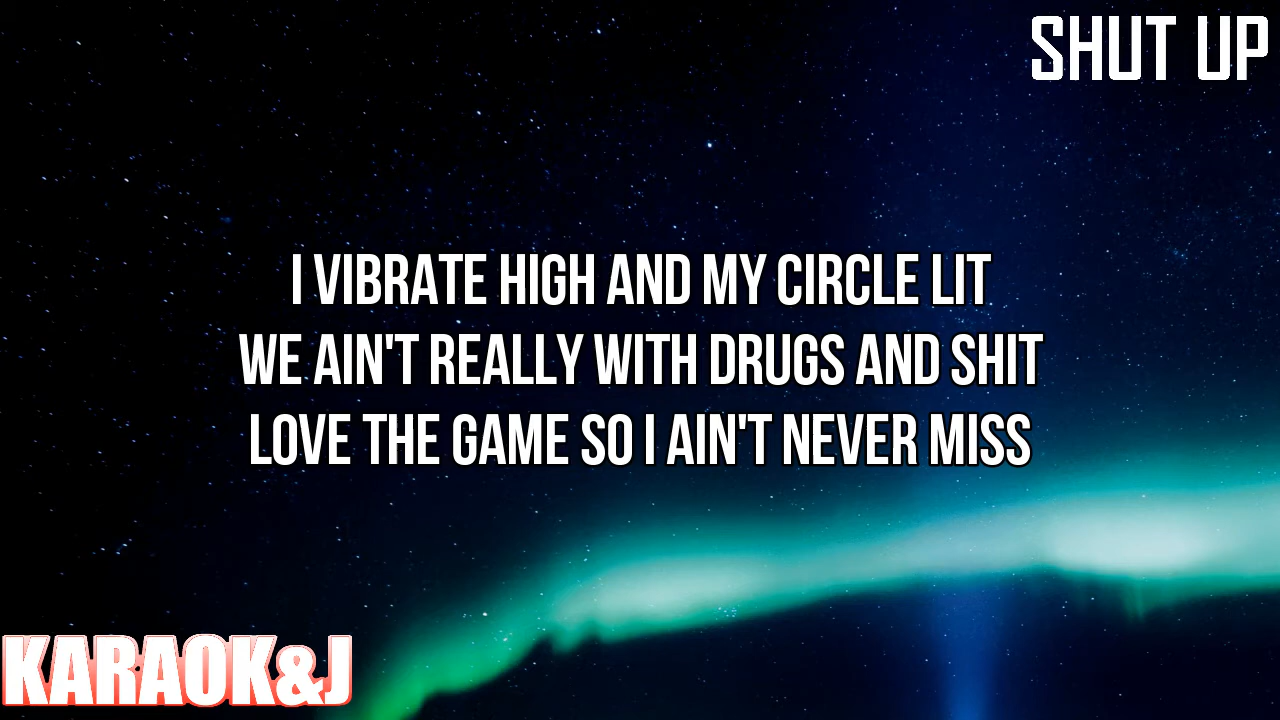 SHUT UP
I VIBRATE HIGH AND MY CIRCLE LIT
WE AIN'T REALLY WITH DRUGS AND SHIT
LOVE THE GAME SO I AIN'T NEVER MISS
KARAOK&J